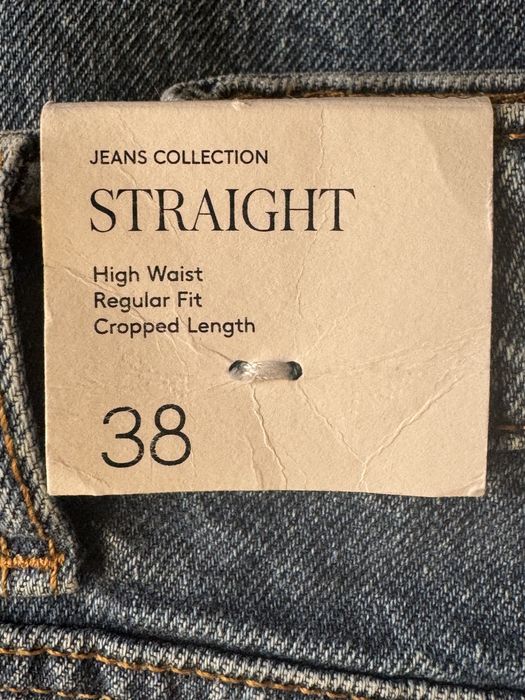 JEANS COLLECTION
STRAIGHT
High Waist
Regular Fit
Cropped Length
38